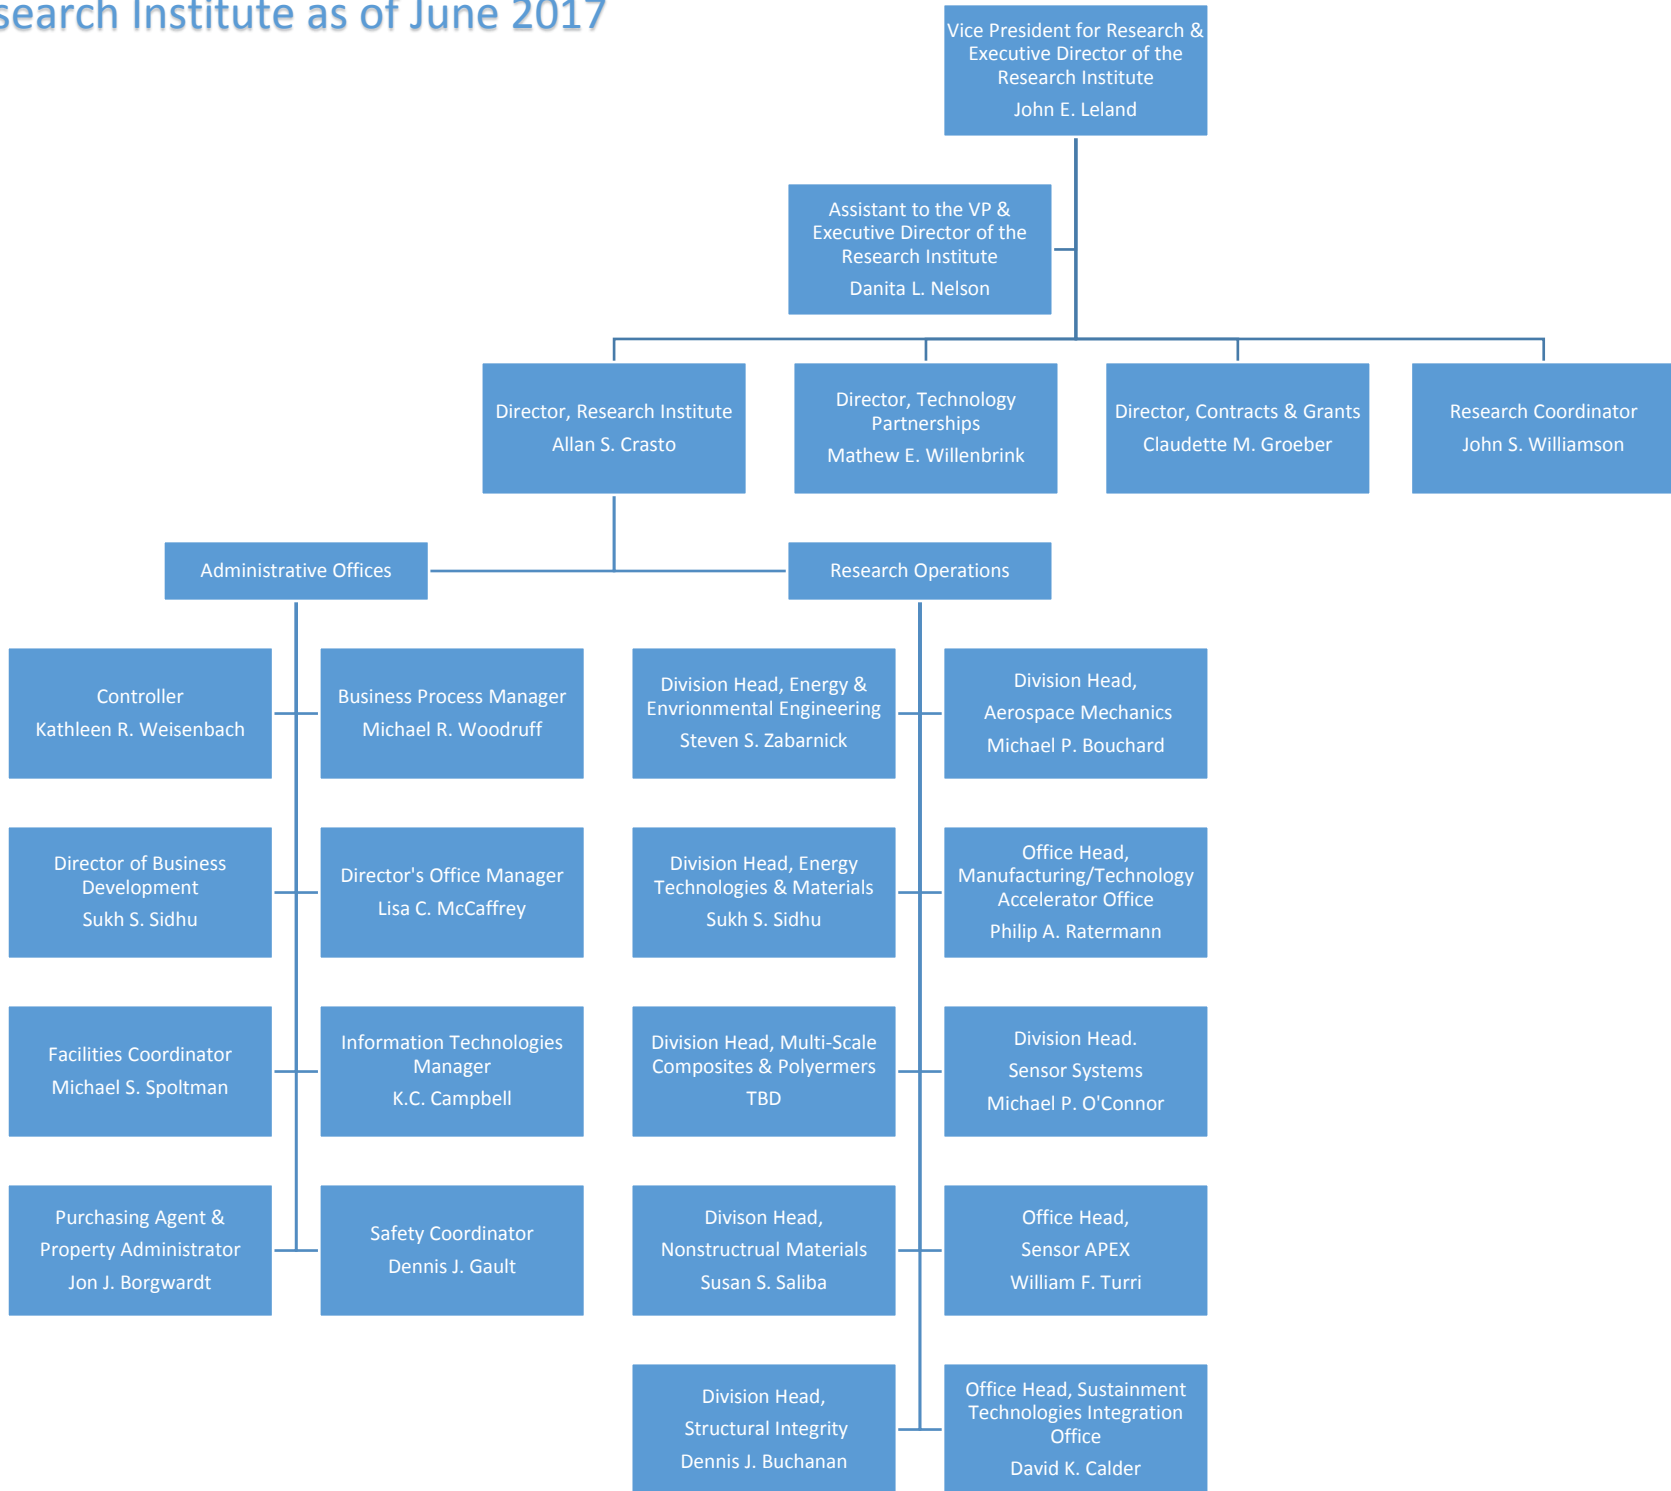 search Institute as of June 2017
Vice President for Research &
Executive Director of the
Research Institute
John E. Leland
Assistant to the VP &
Executive Director of the
Research Institute
Danita L. Nelson
Director, Research Institute
Allan S. Crasto
Director, Technology
Partnerships
Mathew E. Willenbrink
Director, Contracts & Grants
Claudette M. Groeber
Research Coordinator
John S. Williamson
Administrative Offices
Research Operations
Controller
Kathleen R. Weisenbach
Business Process Manager
Michael R. Woodruff
Division Head, Energy &
Envrionmental Engineering
Steven S. Zabarnick
Division Head,
Aerospace Mechanics
Michael P. Bouchard
Director of Business
Development
Sukh S. Sidhu
Director's Office Manager
Lisa C. McCaffrey
Division Head, Energy
Technologies & Materials
Sukh S. Sidhu
Office Head,
Manufacturing/Technology
Accelerator Office
Philip A. Ratermann
Facilities Coordinator
Michael S. Spoltman
Information Technologies
Manager
K.C. Campbell
Division Head, Multi-Scale
Composites & Polyermers
TBD
Division Head.
Sensor Systems
Michael P. O'Connor
Purchasing Agent &
Property Administrator
Jon J. Borgwardt
Safety Coordinator
Dennis J. Gault
Divison Head,
Nonstructrual Materials
Susan S. Saliba
Office Head,
Sensor APEX
William F. Turri
Division Head,
Structural Integrity
Dennis J. Buchanan
Office Head, Sustainment
Technologies Integration
Office
David K. Calder